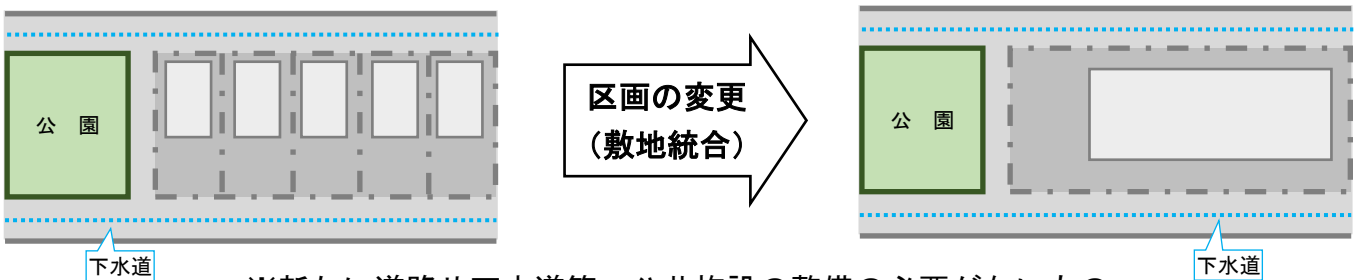 公 園
区画の変更
(敷地統合)
公 園
下水道
下水道